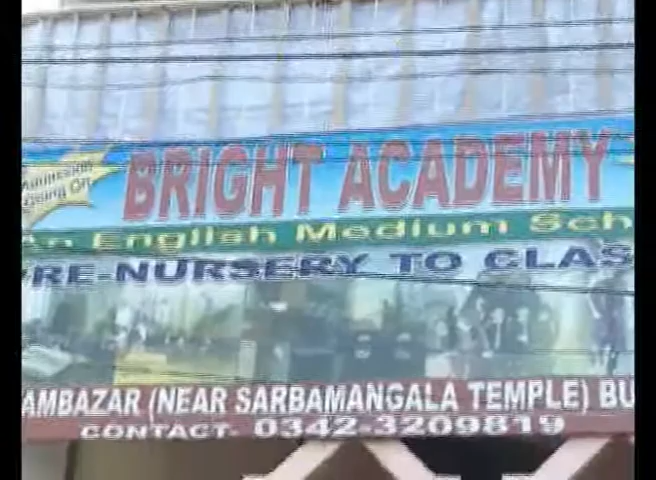 BRIGHT ACADEMY
Admission
Going On
An English Medium Sch
RE-NURSERY TO CLAS
AMBAZAR (NEAR SARBAMANGALA TEMPLE) BU
CONTACT- 0342-3209819